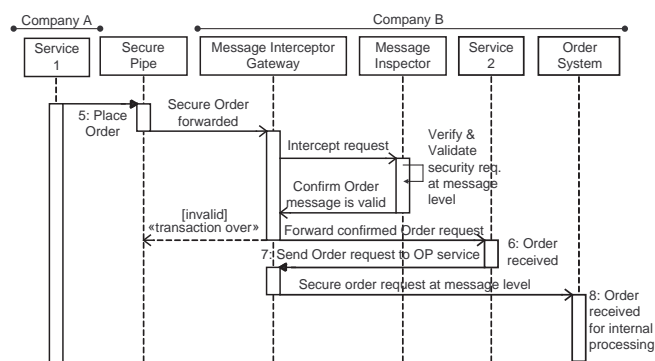 Company A
Company B
Service
1
Secure
Pipe
Message Interceptor
Gateway
Message
Inspector
Service
2
Order
System
5: Place
Order
Secure Order
forwarded
Intercept request
Verify &
Validate
security req.
at message
level
Confirm Order
message is valid
[invalid]
«transaction over»
Forward confirmed Order request
6: Order
received
7: Send Order request to OP service
Secure order request at message level
8: Order
received
for internal
processing